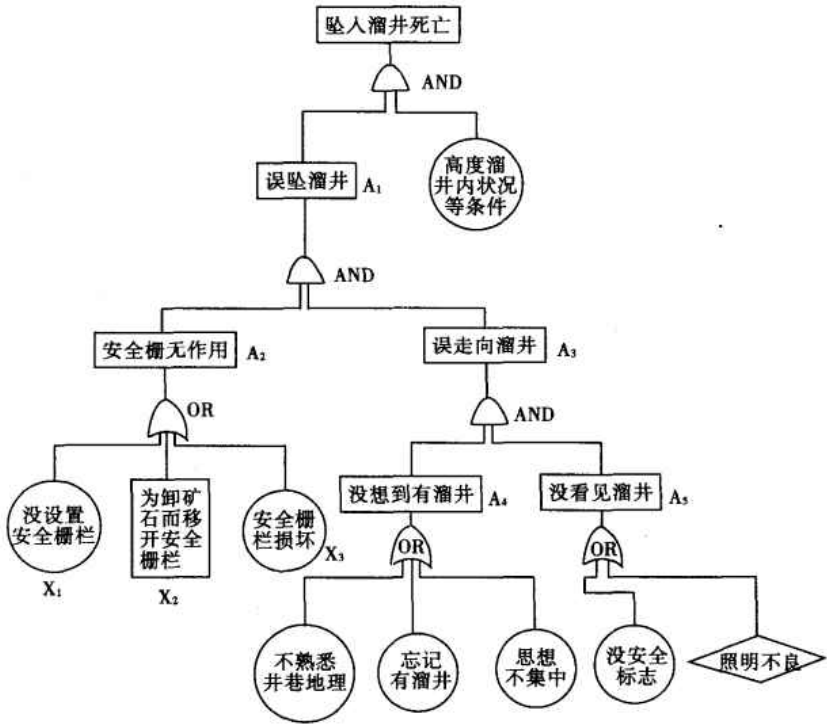 坠入溜井死亡
AND
误坠溜井
A₁
高度溜
井内状况
等条件
AND
安全栅无作用
A₂
误走向溜井
A₃
OR
AND
没设置
安全栅栏
X₁
为卸矿
石而移
开安全
栅栏
X₂
安全栅
栏损坏
X₃
没想到有溜井
A₄
没看见溜井
A₅
OR
OR
不熟悉
井巷地理
忘记
有溜井
思想
不集中
没安全
标志
照明不良